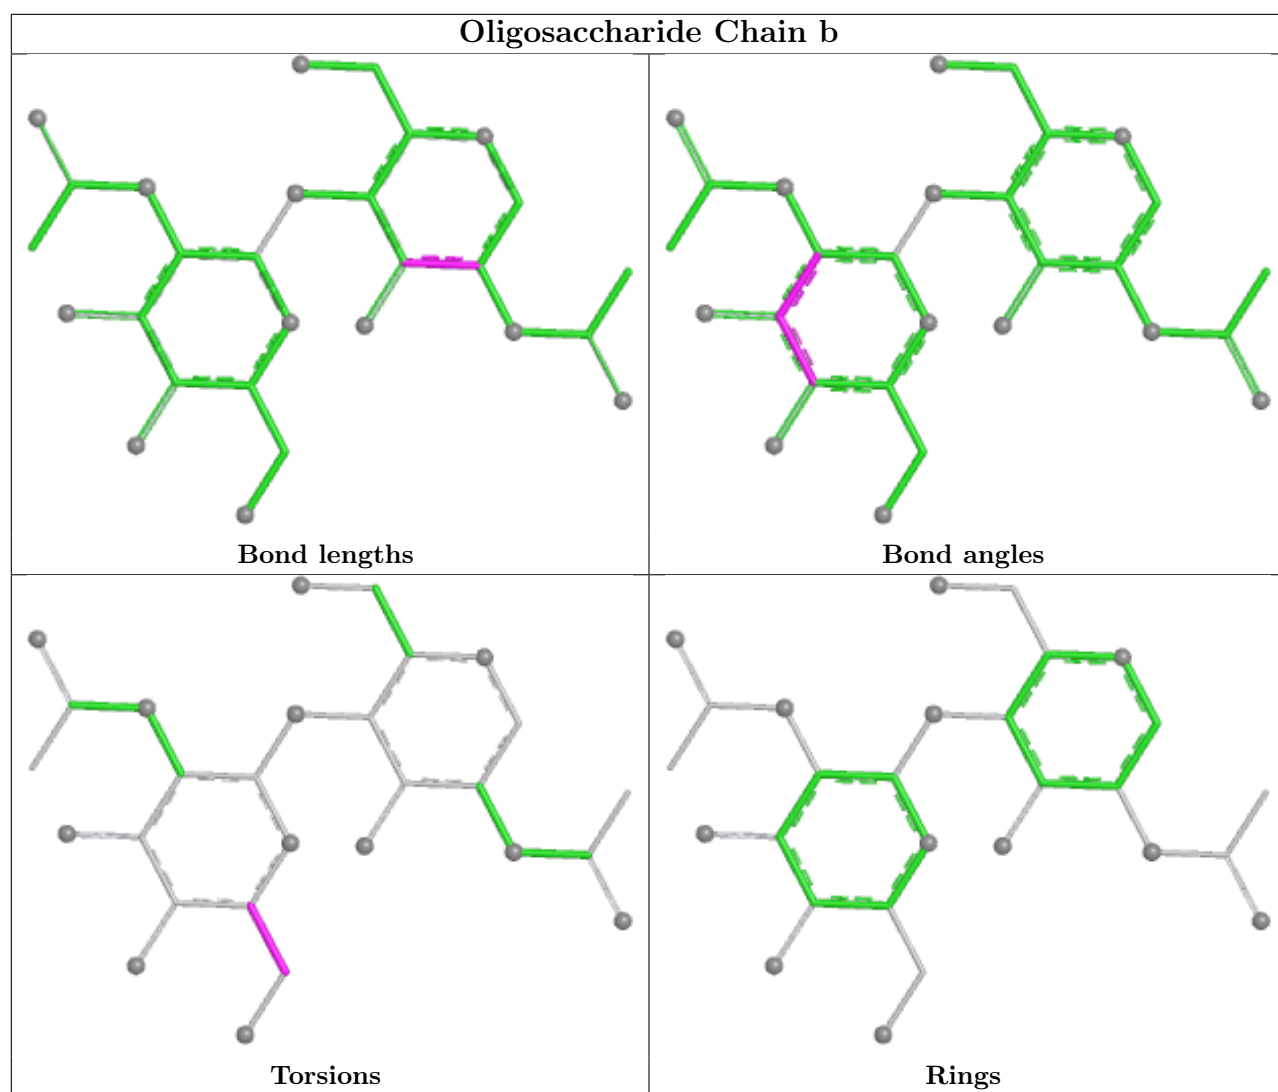 Oligosaccharide Chain b
Bond lengths
Bond angles
Torsions
Rings